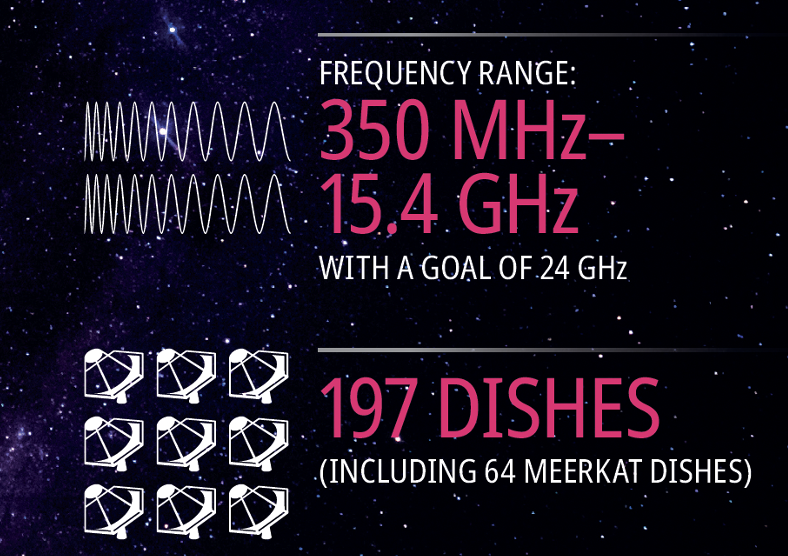 FREQUENCY RANGE:
350 MHz–
15.4 GHz
WITH A GOAL OF 24 GHz
197 DISHES
(INCLUDING 64 MEERKAT DISHES)